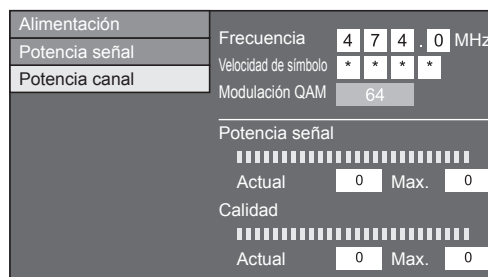 Alimentación
Potencia señal
Potencia canal
Frecuencia 4 7 4 . 0 MHz
Velocidad de símbolo * * * *
Modulación QAM 64
Potencia señal
Actual 0 Max. 0
Calidad
Actual 0 Max. 0